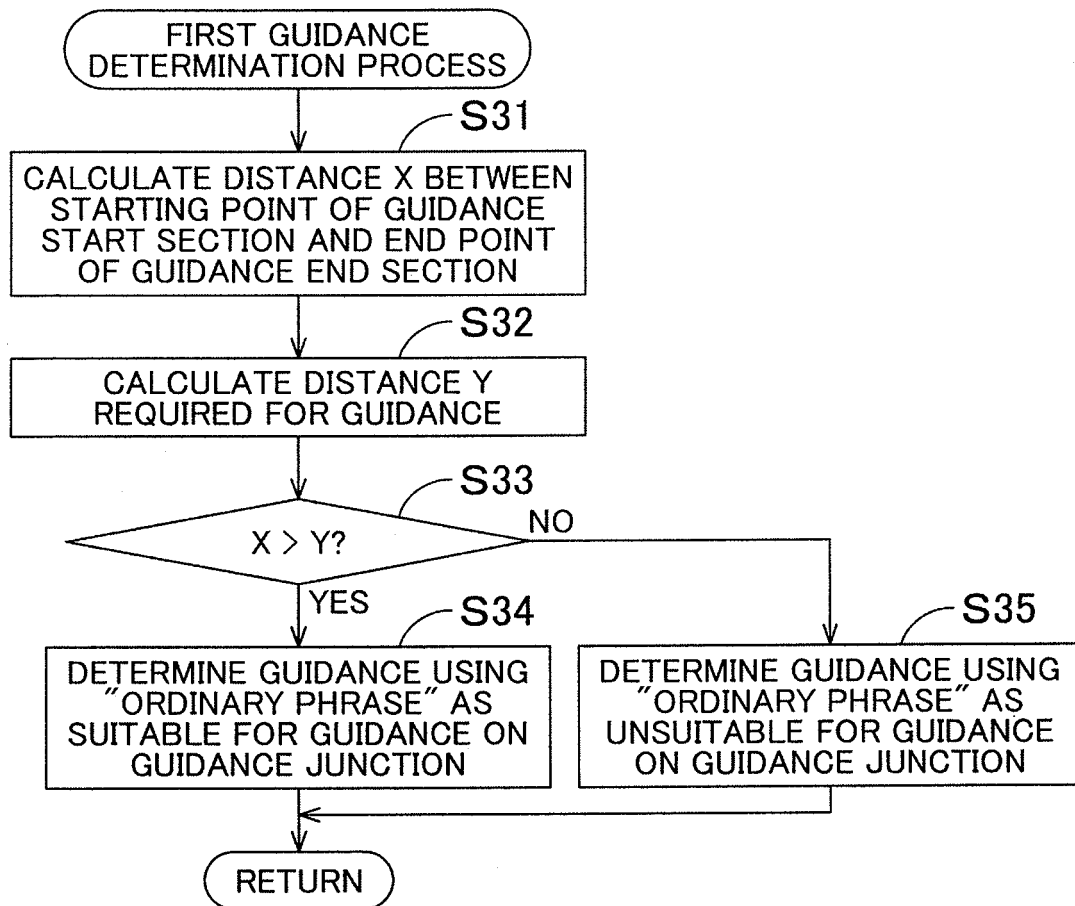 FIRST GUIDANCE
DETERMINATION PROCESS
S31
CALCULATE DISTANCE X BETWEEN
STARTING POINT OF GUIDANCE
START SECTION AND END POINT
OF GUIDANCE END SECTION
S32
CALCULATE DISTANCE Y
REQUIRED FOR GUIDANCE
S33
X > Y?
NO
YES
S34
DETERMINE GUIDANCE USING
"ORDINARY PHRASE" AS
SUITABLE FOR GUIDANCE ON
GUIDANCE JUNCTION
S35
DETERMINE GUIDANCE USING
"ORDINARY PHRASE" AS
UNSUITABLE FOR GUIDANCE
ON GUIDANCE JUNCTION
RETURN